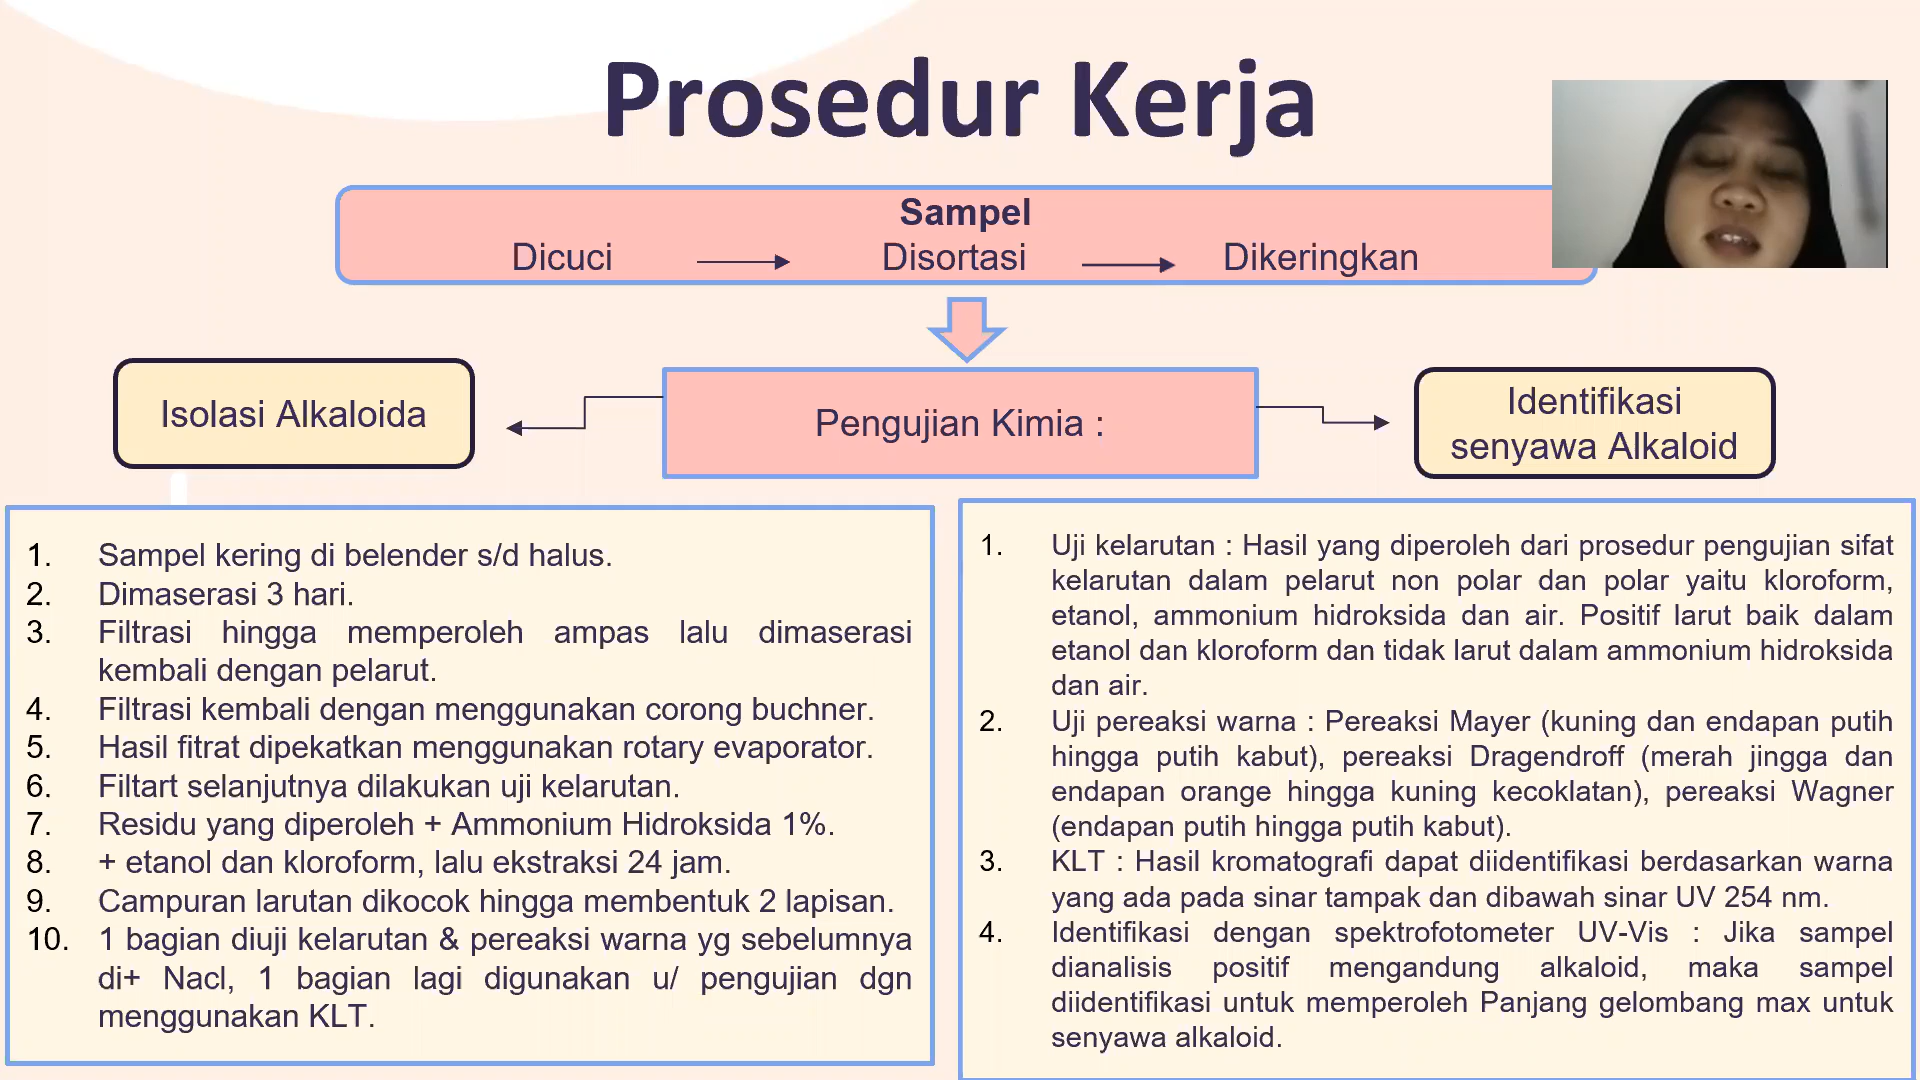 Prosedur Kerja
Sampel
Dicuci Disortasi Dikeringkan
Isolasi Alkaloida
Pengujian Kimia :
Identifikasi
senyawa Alkaloid
1. Sampel kering di belender s/d halus.
2. Dimaserasi 3 hari.
3. Filtrasi hingga memperoleh ampas lalu dimaserasi
kembali dengan pelarut.
4. Filtrasi kembali dengan menggunakan corong buchner.
5. Hasil fitrat dipekatkan menggunakan rotary evaporator.
6. Filtart selanjutnya dilakukan uji kelarutan.
7. Residu yang diperoleh + Ammonium Hidroksida 1%.
8. + etanol dan kloroform, lalu ekstraksi 24 jam.
9. Campuran larutan dikocok hingga membentuk 2 lapisan.
10. 1 bagian diuji kelarutan & pereaksi warna yg sebelumnya
di+ Nacl, 1 bagian lagi digunakan u/ pengujian dgn
menggunakan KLT.
1. Uji kelarutan : Hasil yang diperoleh dari prosedur pengujian sifat
kelarutan dalam pelarut non polar dan polar yaitu kloroform,
etanol, ammonium hidroksida dan air. Positif larut baik dalam
etanol dan kloroform dan tidak larut dalam ammonium hidroksida
dan air.
2. Uji pereaksi warna : Pereaksi Mayer (kuning dan endapan putih
hingga putih kabut), pereaksi Dragendroff (merah jingga dan
endapan orange hingga kuning kecoklatan), pereaksi Wagner
(endapan putih hingga putih kabut).
3. KLT : Hasil kromatografi dapat diidentifikasi berdasarkan warna
yang ada pada sinar tampak dan dibawah sinar UV 254 nm.
4. Identifikasi dengan spektrofotometer UV-Vis : Jika sampel
dianalisis positif mengandung alkaloid, maka sampel
diidentifikasi untuk memperoleh Panjang gelombang max untuk
senyawa alkaloid.